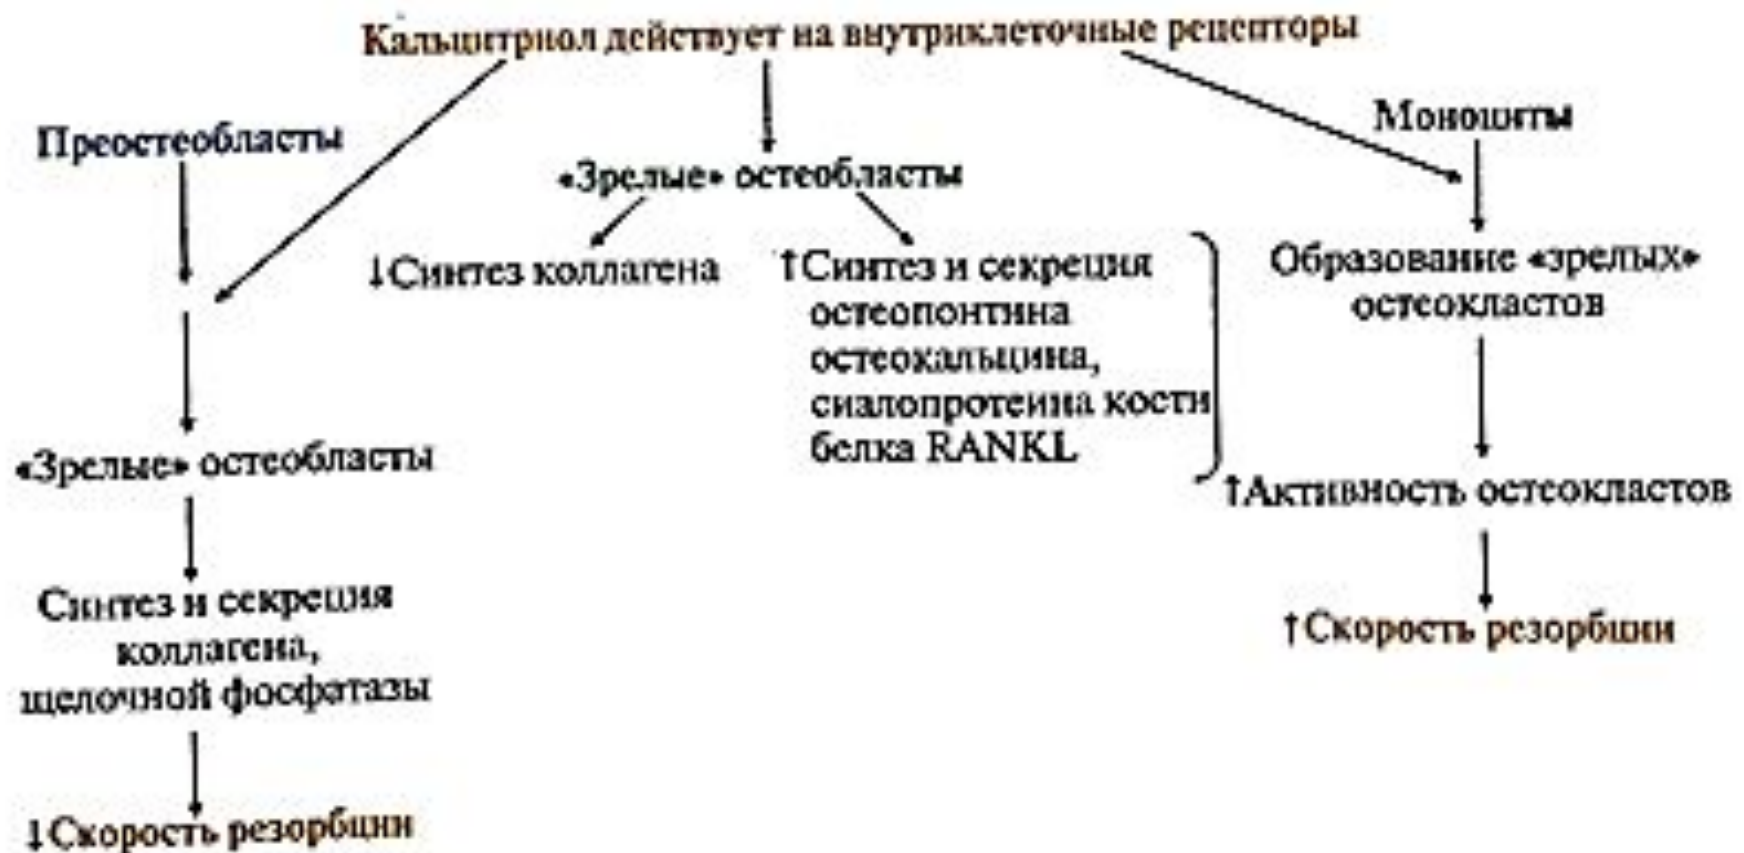 Кальцитриол действует на внутриклеточные рецепторы
Преостеобласты
«Зрелые» остеобласты
Моноциты
↓Синтез коллагена
↑Синтез и секреция
остеопонтина
остеокальцина,
сиалопротеина кости
белка RANKL
Образование «зрелых»
остеокластов
«Зрелые» остеобласты
↑Активность остеокластов
Синтез и секреция
коллагена,
щелочной фосфатазы
↑Скорость резорбции
↓Скорость резорбции